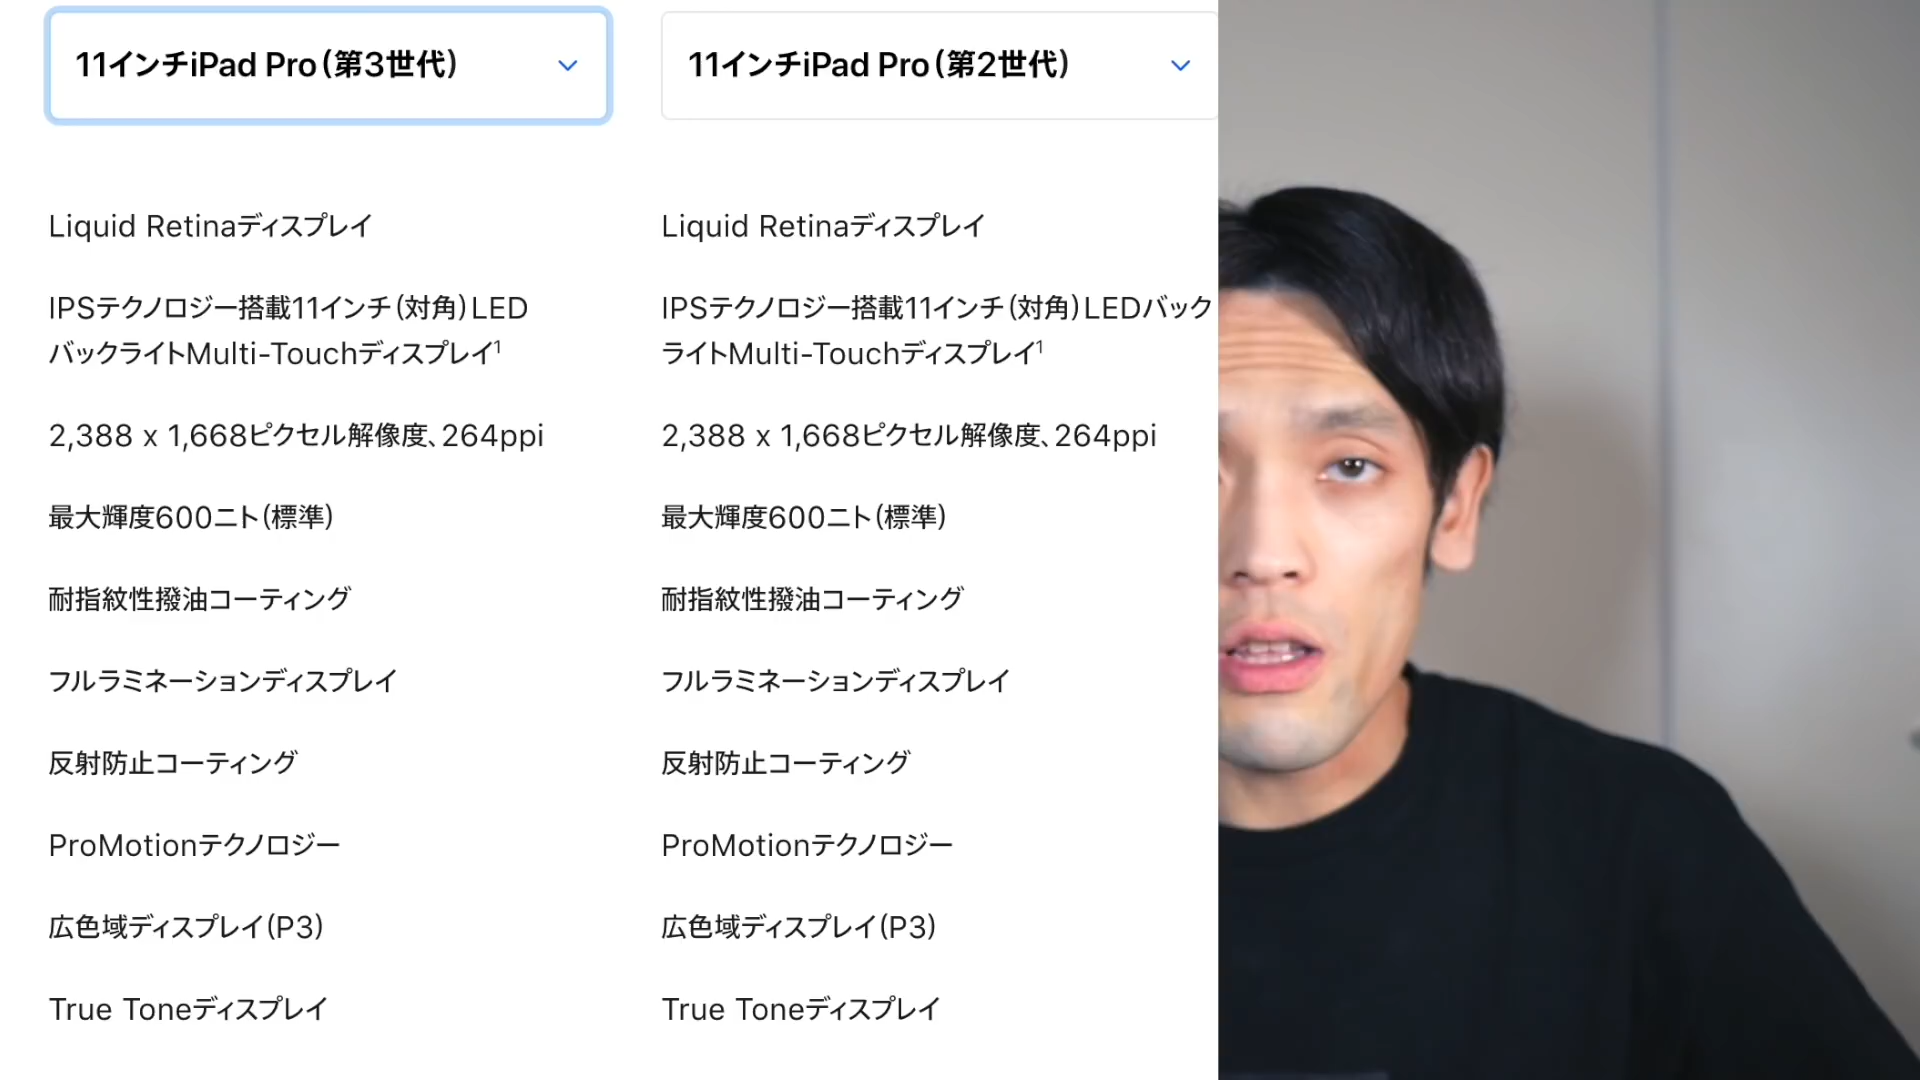 11インチiPad Pro（第3世代）
Liquid Retinaディスプレイ
IPSテクノロジー搭載11インチ（対角）LED
バックライトMulti-Touchディスプレイ¹
2,388 x 1,668ピクセル解像度、264ppi
最大輝度600ニト（標準）
耐指紋性撥油コーティング
フルラミネーションディスプレイ
反射防止コーティング
ProMotionテクノロジー
広色域ディスプレイ（P3）
True Toneディスプレイ
11インチiPad Pro（第2世代）
Liquid Retinaディスプレイ
IPSテクノロジー搭載11インチ（対角）LEDバック
ライトMulti-Touchディスプレイ¹
2,388 x 1,668ピクセル解像度、264ppi
最大輝度600ニト（標準）
耐指紋性撥油コーティング
フルラミネーションディスプレイ
反射防止コーティング
ProMotionテクノロジー
広色域ディスプレイ（P3）
True Toneディスプレイ